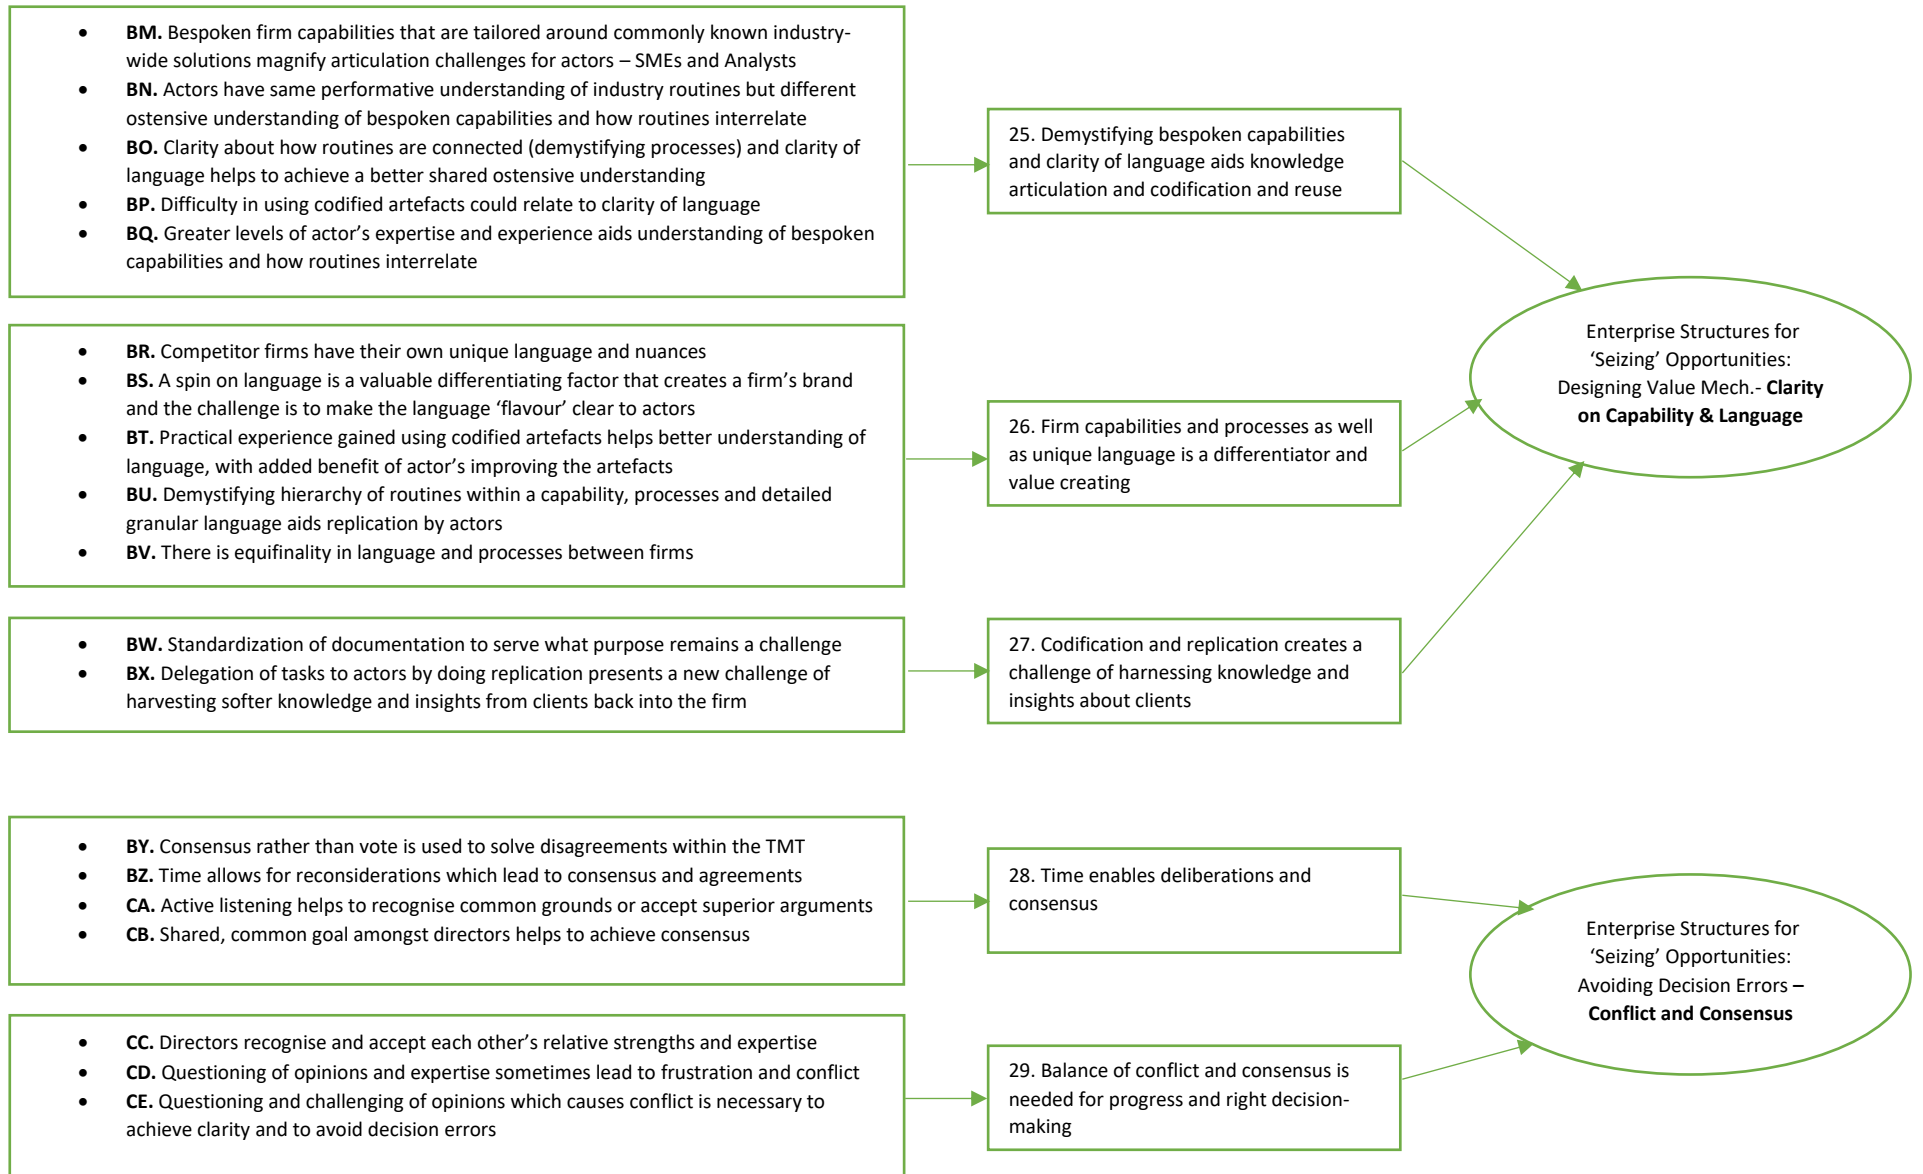 • BM. Bespoken firm capabilities that are tailored around commonly known industry-
wide solutions magnify articulation challenges for actors – SMEs and Analysts
• BN. Actors have same performative understanding of industry routines but different
ostensive understanding of bespoken capabilities and how routines interrelate
• BO. Clarity about how routines are connected (demystifying processes) and clarity of
language helps to achieve a better shared ostensive understanding
• BP. Difficulty in using codified artefacts could relate to clarity of language
• BQ. Greater levels of actor's expertise and experience aids understanding of bespoken
capabilities and how routines interrelate
25. Demystifying bespoken capabilities
and clarity of language aids knowledge
articulation and codification and reuse
• BR. Competitor firms have their own unique language and nuances
• BS. A spin on language is a valuable differentiating factor that creates a firm's brand
and the challenge is to make the language 'flavour' clear to actors
• BT. Practical experience gained using codified artefacts helps better understanding of
language, with added benefit of actor's improving the artefacts
• BU. Demystifying hierarchy of routines within a capability, processes and detailed
granular language aids replication by actors
• BV. There is equifinality in language and processes between firms
26. Firm capabilities and processes as well
as unique language is a differentiator and
value creating
• BW. Standardization of documentation to serve what purpose remains a challenge
• BX. Delegation of tasks to actors by doing replication presents a new challenge of
harvesting softer knowledge and insights from clients back into the firm
27. Codification and replication creates a
challenge of harnessing knowledge and
insights about clients
Enterprise Structures for
'Seizing' Opportunities:
Designing Value Mech.- Clarity
on Capability & Language
• BY. Consensus rather than vote is used to solve disagreements within the TMT
• BZ. Time allows for reconsiderations which lead to consensus and agreements
• CA. Active listening helps to recognise common grounds or accept superior arguments
• CB. Shared, common goal amongst directors helps to achieve consensus
28. Time enables deliberations and
consensus
• CC. Directors recognise and accept each other's relative strengths and expertise
• CD. Questioning of opinions and expertise sometimes lead to frustration and conflict
• CE. Questioning and challenging of opinions which causes conflict is necessary to
achieve clarity and to avoid decision errors
29. Balance of conflict and consensus is
needed for progress and right decision-
making
Enterprise Structures for
'Seizing' Opportunities:
Avoiding Decision Errors –
Conflict and Consensus